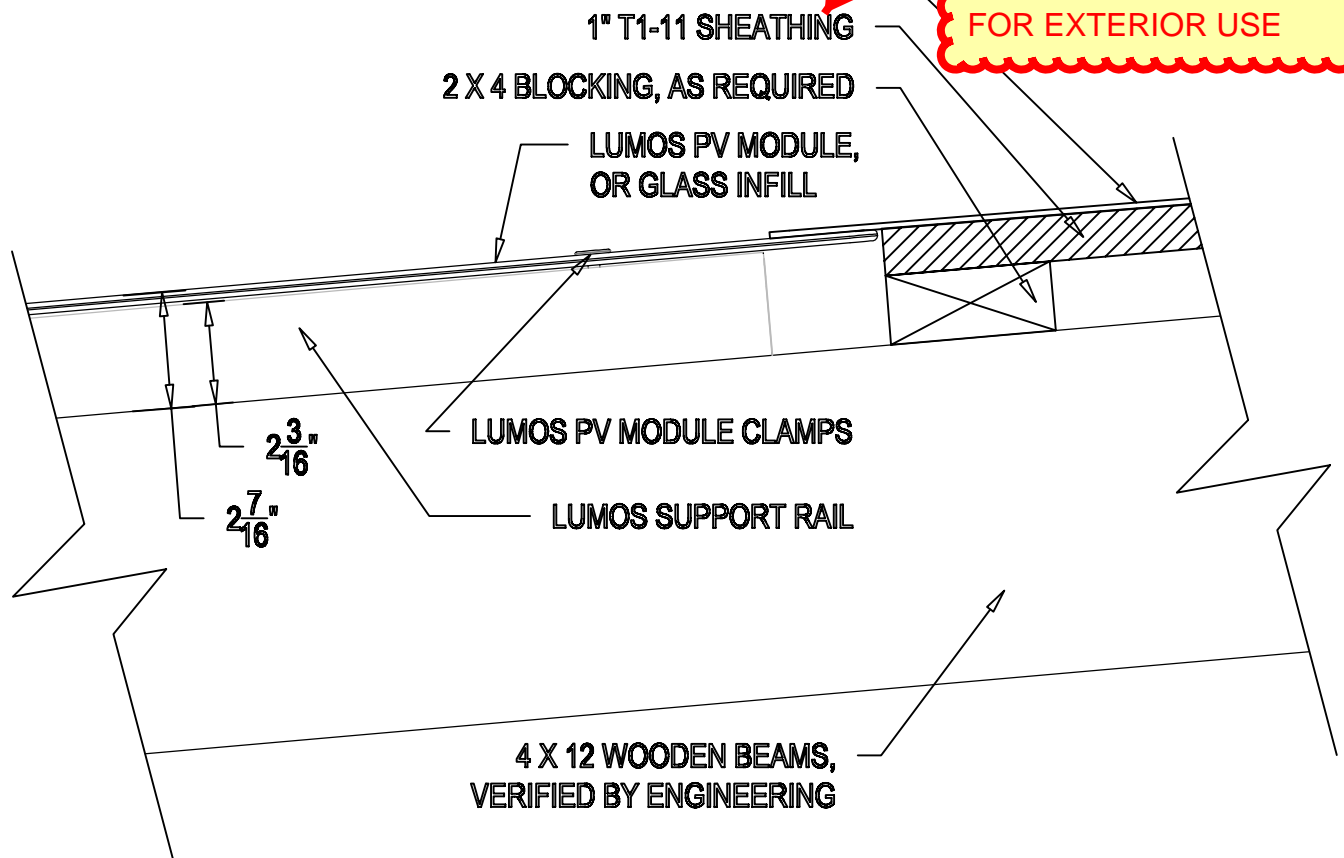 FOR EXTERIOR USE
1" T1-11 SHEATHING
2 X 4 BLOCKING, AS REQUIRED
LUMOS PV MODULE,
OR GLASS INFILL
LUMOS PV MODULE CLAMPS
2 3/16"
LUMOS SUPPORT RAIL
2 7/16"
4 X 12 WOODEN BEAMS,
VERIFIED BY ENGINEERING